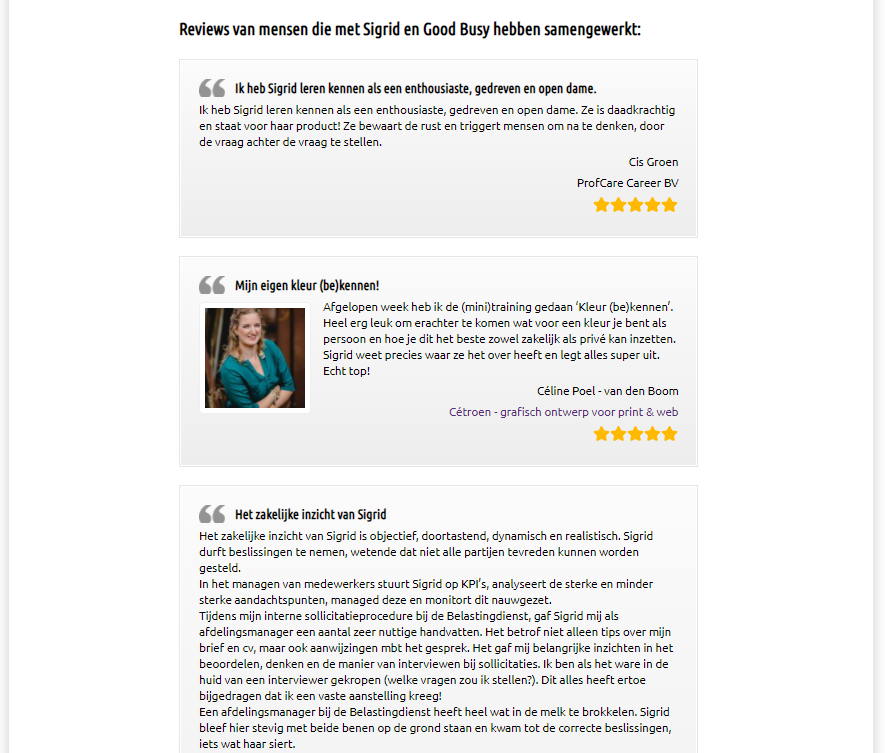 Reviews van mensen die met Sigrid en Good Busy hebben samengewerkt:
Ik heb Sigrid leren kennen als een enthousiaste, gedreven en open dame.
Ik heb Sigrid leren kennen als een enthousiaste, gedreven en open dame. Ze is daadkrachtig
en staat voor haar product! Ze bewaart de rust en triggert mensen om na te denken, door
de vraag achter de vraag te stellen.
Cis Groen
ProfCare Career BV
Mijn eigen kleur (be)kennen!
Afgelopen week heb ik de (mini)training gedaan ‘Kleur (be)kennen’.
Heel erg leuk om erachter te komen wat voor een kleur je bent als
persoon en hoe je dit het beste zowel zakelijk als privé kan inzetten.
Sigrid weet precies waar ze het over heeft en legt alles super uit.
Echt top!
Céline Poel - van den Boom
Cétroen - grafisch ontwerp voor print & web
Het zakelijke inzicht van Sigrid
Het zakelijke inzicht van Sigrid is objectief, doortastend, dynamisch en realistisch. Sigrid
durft beslissingen te nemen, wetende dat niet alle partijen tevreden kunnen worden
gesteld.
In het managen van medewerkers stuurt Sigrid op KPI’s, analyseert de sterke en minder
sterke aandachtspunten, managed deze en monitort dit nauwgezet.
Tijdens mijn interne sollicitatieprocedure bij de Belastingdienst, gaf Sigrid mij als
afdelingsmanager een aantal zeer nuttige handvatten. Het betrof niet alleen tips over mijn
brief en cv, maar ook aanwijzingen mbt het gesprek. Het gaf mij belangrijke inzichten in het
beoordelen, denken en de manier van interviewen bij sollicitaties. Ik ben als het ware in de
huid van een interviewer gekropen (welke vragen zou ik stellen?). Dit alles heeft ertoe
bijgedragen dat ik een vaste aanstelling kreeg!
Een afdelingsmanager bij de Belastingdienst heeft heel wat in de melk te brokkelen. Sigrid
bleef hier stevig met beide benen op de grond staan en kwam tot de correcte beslissingen,
iets wat haar siert.